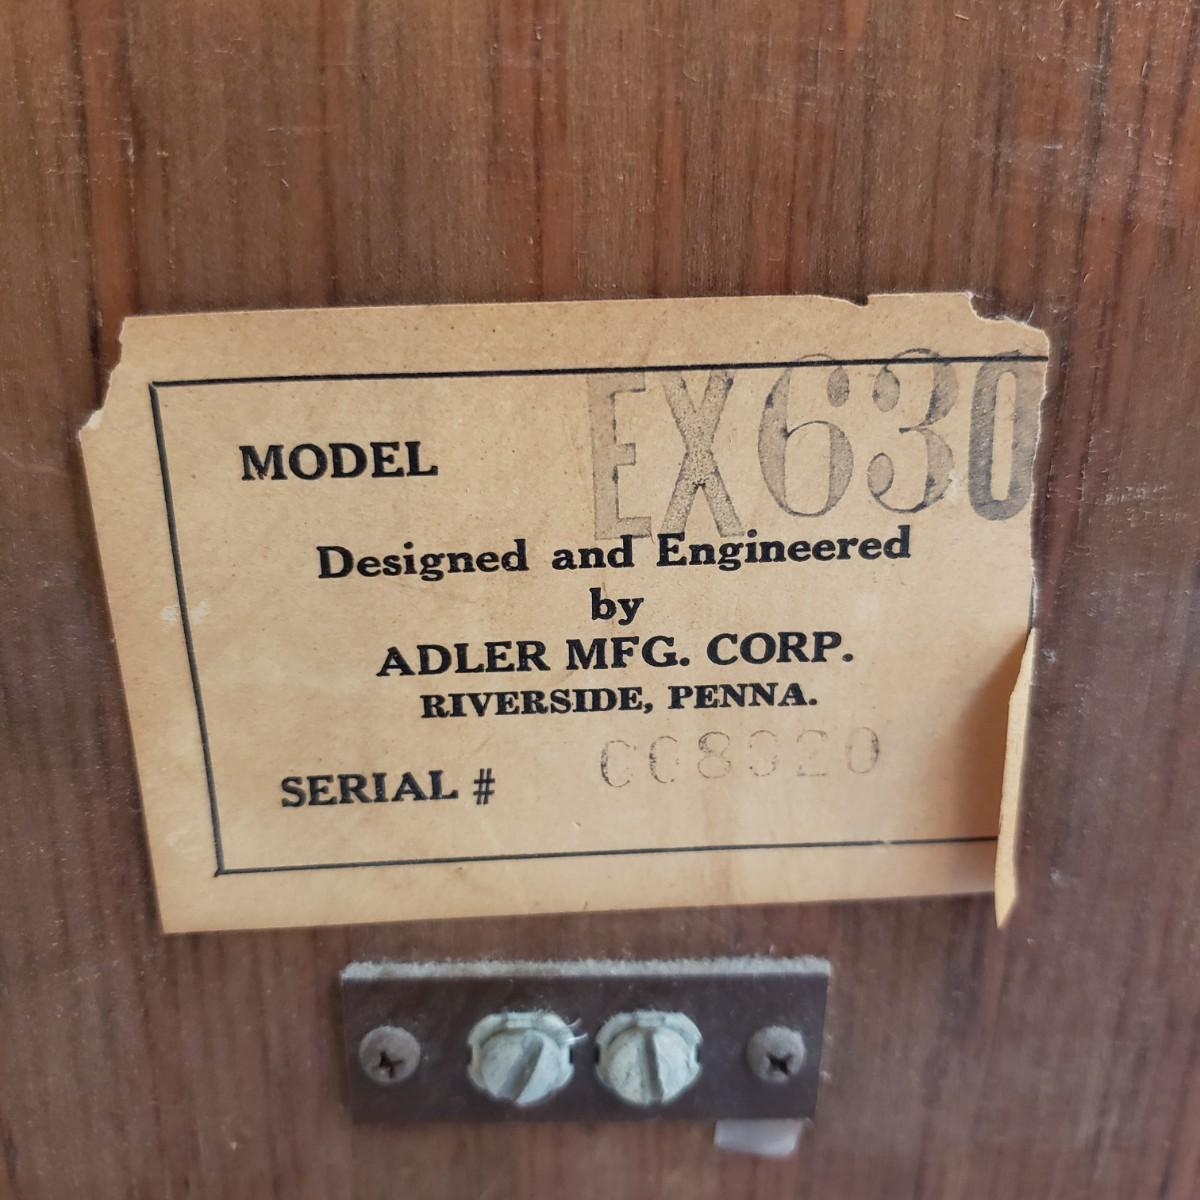 MODEL EX630
Designed and Engineered
by
ADLER MFG. CORP.
RIVERSIDE, PENNA.
SERIAL #